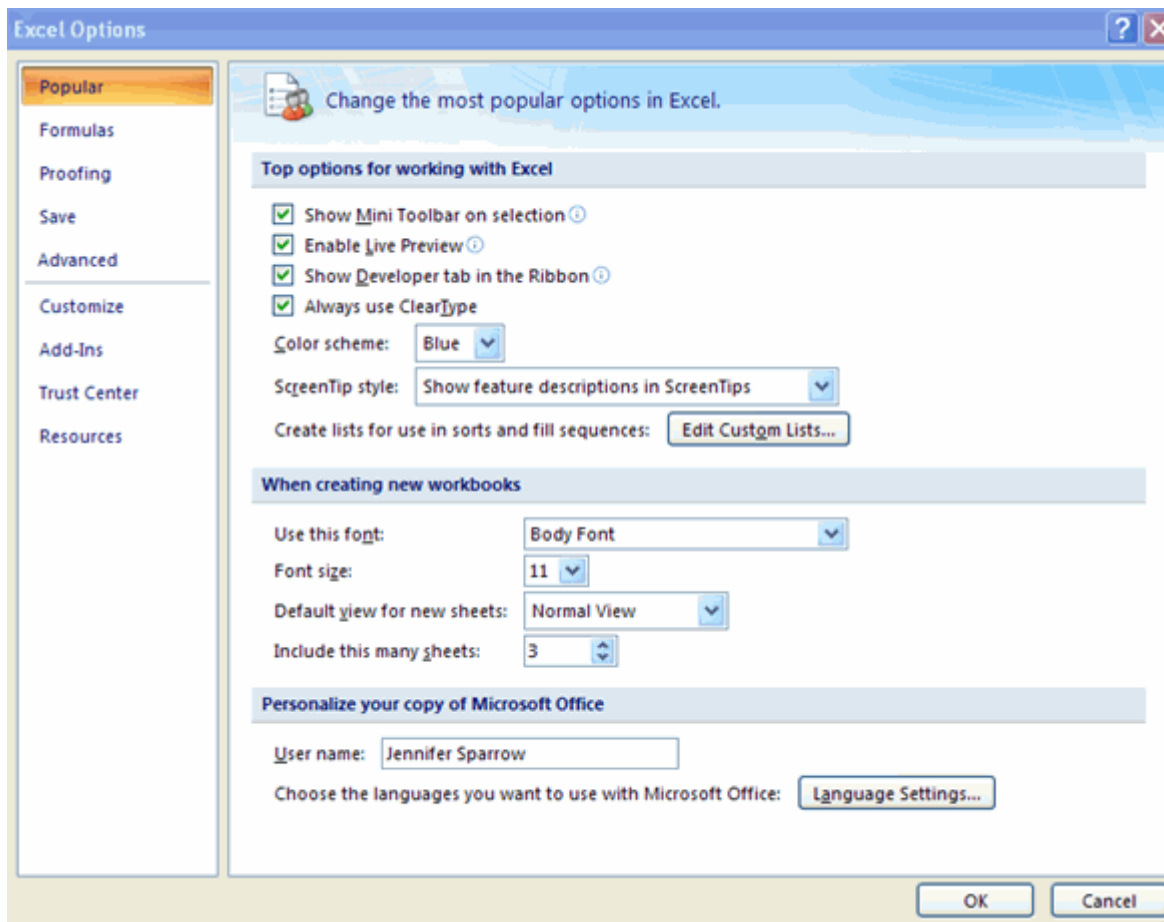 Excel Options
Popular
Formulas
Proofing
Save
Advanced
Customize
Add-Ins
Trust Center
Resources
Change the most popular options in Excel.
Top options for working with Excel
Show Mini Toolbar on selection
Enable Live Preview
Show Developer tab in the Ribbon
Always use ClearType
Color scheme: Blue
ScreenTip style: Show feature descriptions in ScreenTips
Create lists for use in sorts and fill sequences: Edit Custom Lists...
When creating new workbooks
Use this font: Body Font
Font size: 11
Default view for new sheets: Normal View
Include this many sheets: 3
Personalize your copy of Microsoft Office
User name: Jennifer Sparrow
Choose the languages you want to use with Microsoft Office: Language Settings...
OK Cancel